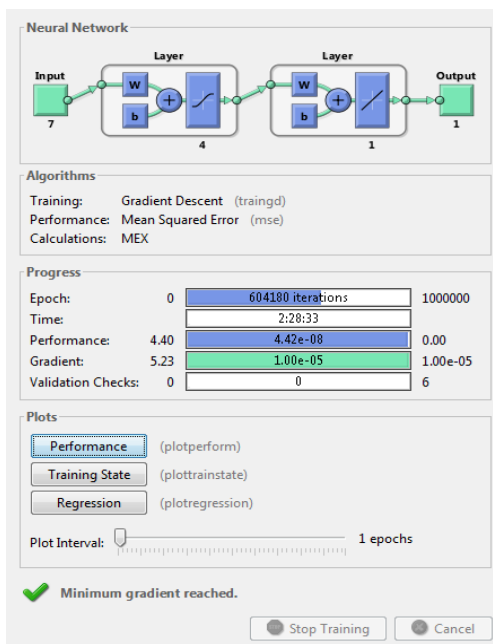 Neural Network
Layer Layer
Input W W Output
b b
7 4 1 1
Algorithms
Training: Gradient Descent (traingd)
Performance: Mean Squared Error (mse)
Calculations: MEX
Progress
Epoch: 0 604180 iterations 1000000
Time: 2:28:33
Performance: 4.40 4.42e-08 0.00
Gradient: 5.23 1.00e-05 1.00e-05
Validation Checks: 0 0 6
Plots
Performance (plotperform)
Training State (plottrainstate)
Regression (plotregression)
Plot Interval: 1 epochs
Minimum gradient reached.
Stop Training Cancel